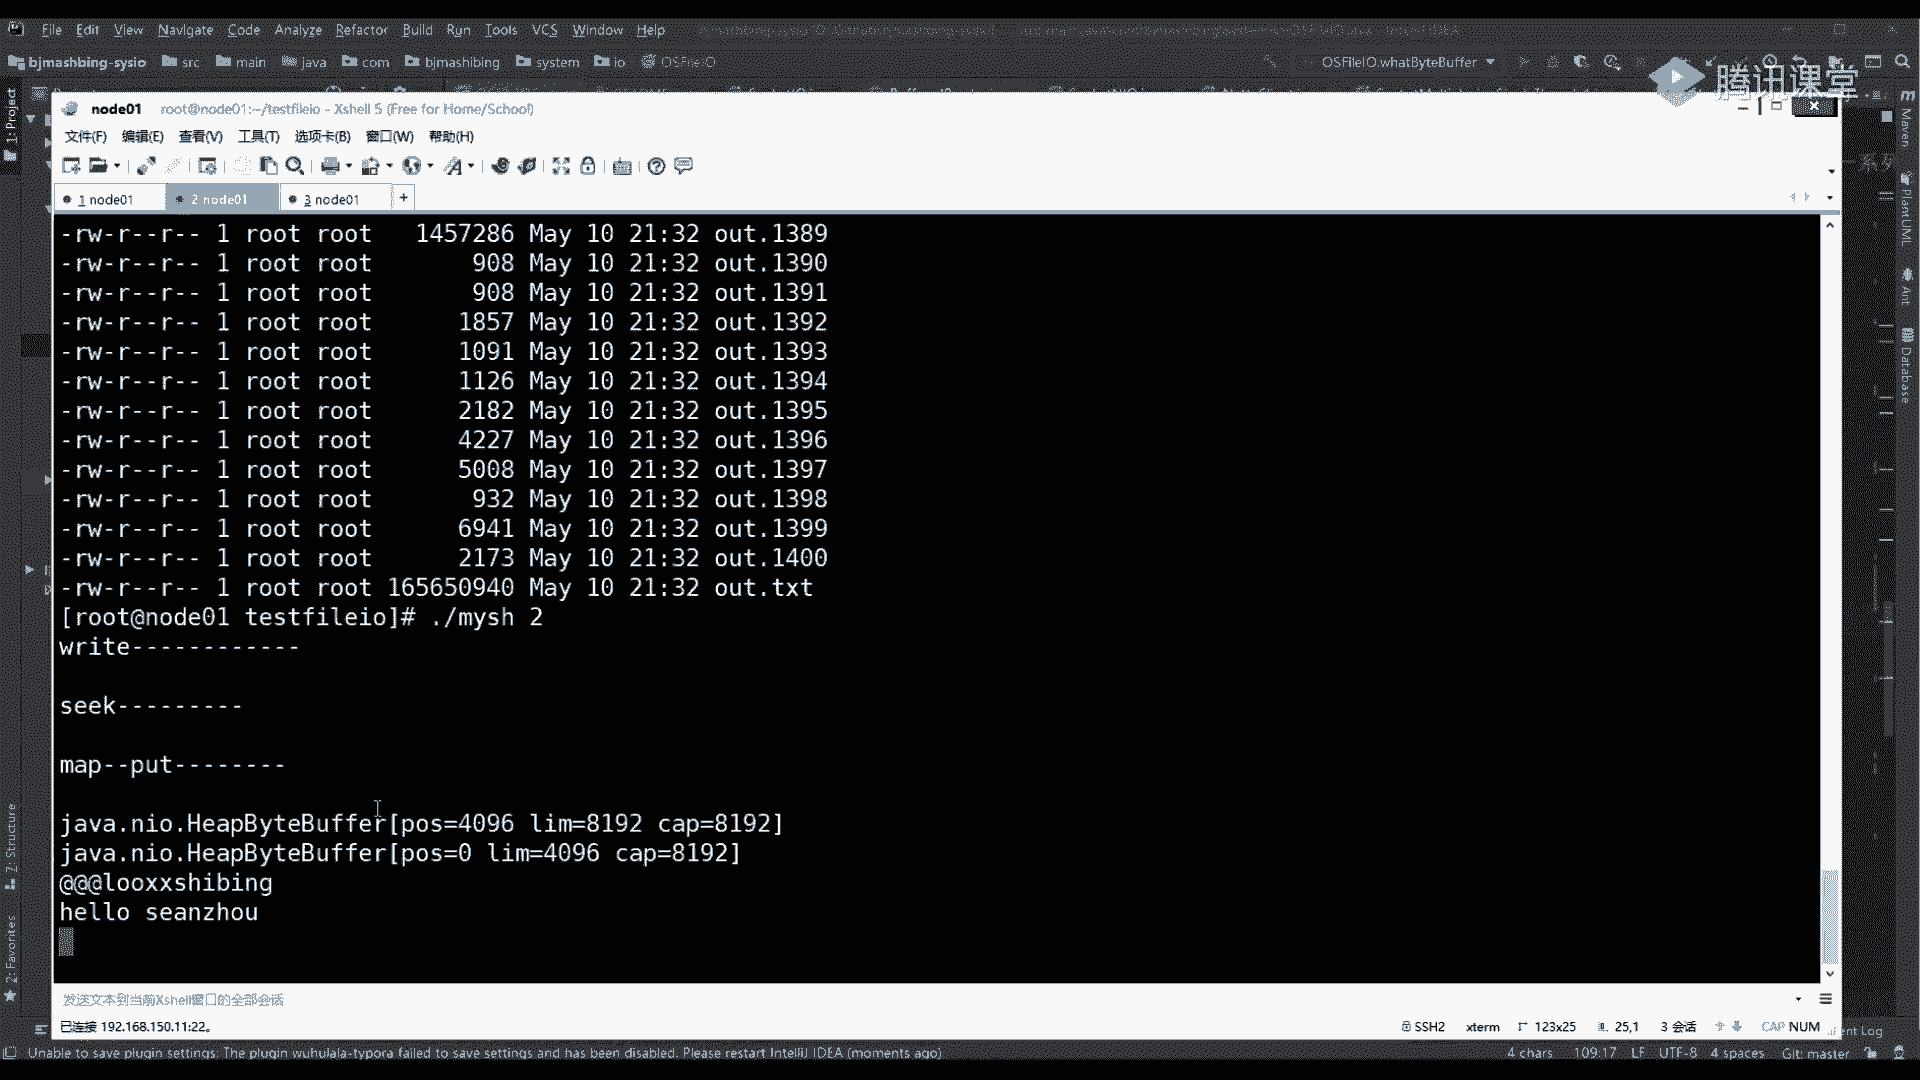 File Edit View Navigate Code Analyze Refactor Build Run Tools VCS Window Help
bjmashbing-sysio src main java com bjmashibing system io OSFileIO OSFileIO.whatByteBuffer
腾讯课堂
node01 root@node01:~/testfileio - Xshell 5 (Free for Home/School)
文件(F) 编辑(E) 查看(V) 工具(T) 选项卡(B) 窗口(W) 帮助(H)
1 node01 2 node01 3 node01 +
-rw-r--r-- 1 root root 1457286 May 10 21:32 out.1389
-rw-r--r-- 1 root root 908 May 10 21:32 out.1390
-rw-r--r-- 1 root root 908 May 10 21:32 out.1391
-rw-r--r-- 1 root root 1857 May 10 21:32 out.1392
-rw-r--r-- 1 root root 1091 May 10 21:32 out.1393
-rw-r--r-- 1 root root 1126 May 10 21:32 out.1394
-rw-r--r-- 1 root root 2182 May 10 21:32 out.1395
-rw-r--r-- 1 root root 4227 May 10 21:32 out.1396
-rw-r--r-- 1 root root 5008 May 10 21:32 out.1397
-rw-r--r-- 1 root root 932 May 10 21:32 out.1398
-rw-r--r-- 1 root root 6941 May 10 21:32 out.1399
-rw-r--r-- 1 root root 2173 May 10 21:32 out.1400
-rw-r--r-- 1 root root 165650940 May 10 21:32 out.txt
[root@node01 testfileio]# ./mysh 2
write------------
seek---------
map--put--------
java.nio.HeapByteBuffer[pos=4096 lim=8192 cap=8192]
java.nio.HeapByteBuffer[pos=0 lim=4096 cap=8192]
@@@looxxshibing
hello seanzhou
发送文本到当前Xshell窗口的全部会话
已连接 192.168.150.11:22。 SSH2 xterm 123x25 25,1 3 会话 CAP NUM
Unable to save plugin settings: The plugin wuhulala-typora failed to save settings and has been disabled. Please restart IntelliJ IDEA (moments ago) 4 chars 109:17 LF UTF-8 4 spaces Git: master
1: Project
7: Structure
2: Favorites
Maven
PlantUML
Ant
Database